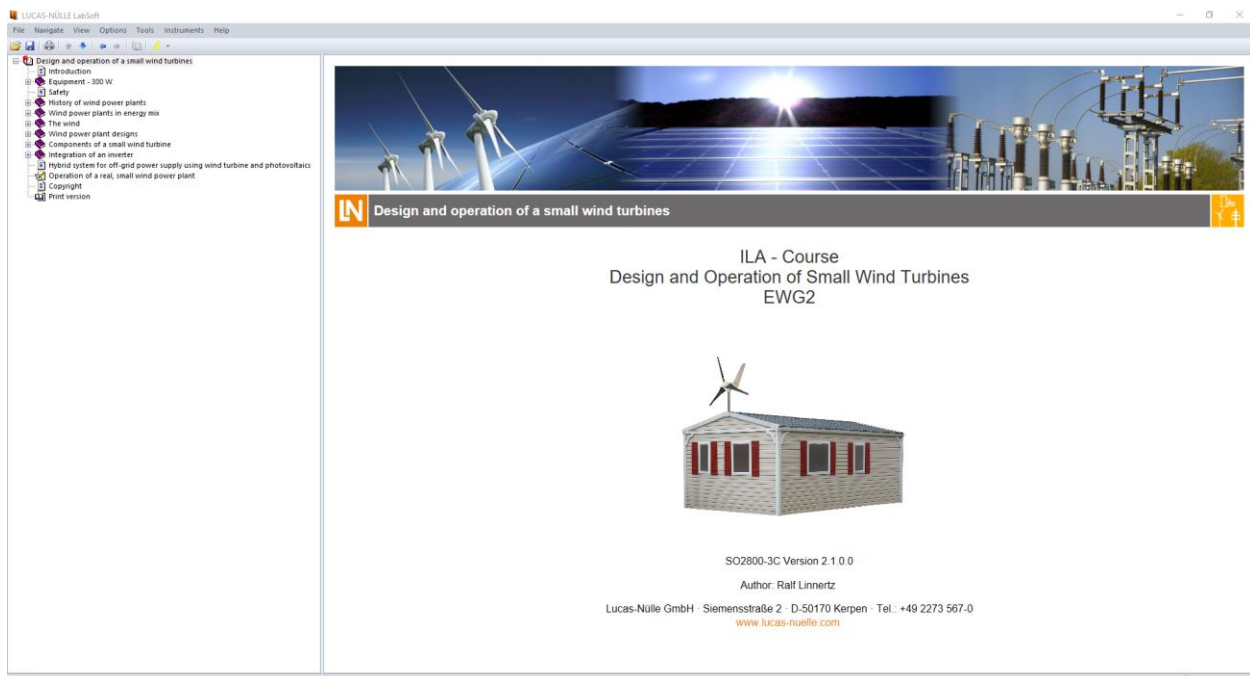 LUCAS-NÜLLE LabSoft
File Navigate View Options Tools Instruments Help
Design and operation of a small wind turbines
Introduction
Equipment - 300 W
Safety
History of wind power plants
Wind power plants in energy mix
The wind
Wind power plant designs
Components of a small wind turbine
Integration of an inverter
Hybrid system for off-grid power supply using wind turbine and photovoltaics
Operation of a real, small wind power plant
Copyright
Print version
LN Design and operation of a small wind turbines
ILA - Course
Design and Operation of Small Wind Turbines
EWG2
SO2800-3C Version 2.1.0.0
Author: Ralf Linnertz
Lucas-Nülle GmbH · Siemensstraße 2 · D-50170 Kerpen · Tel.: +49 2273 567-0
www.lucas-nuelle.com